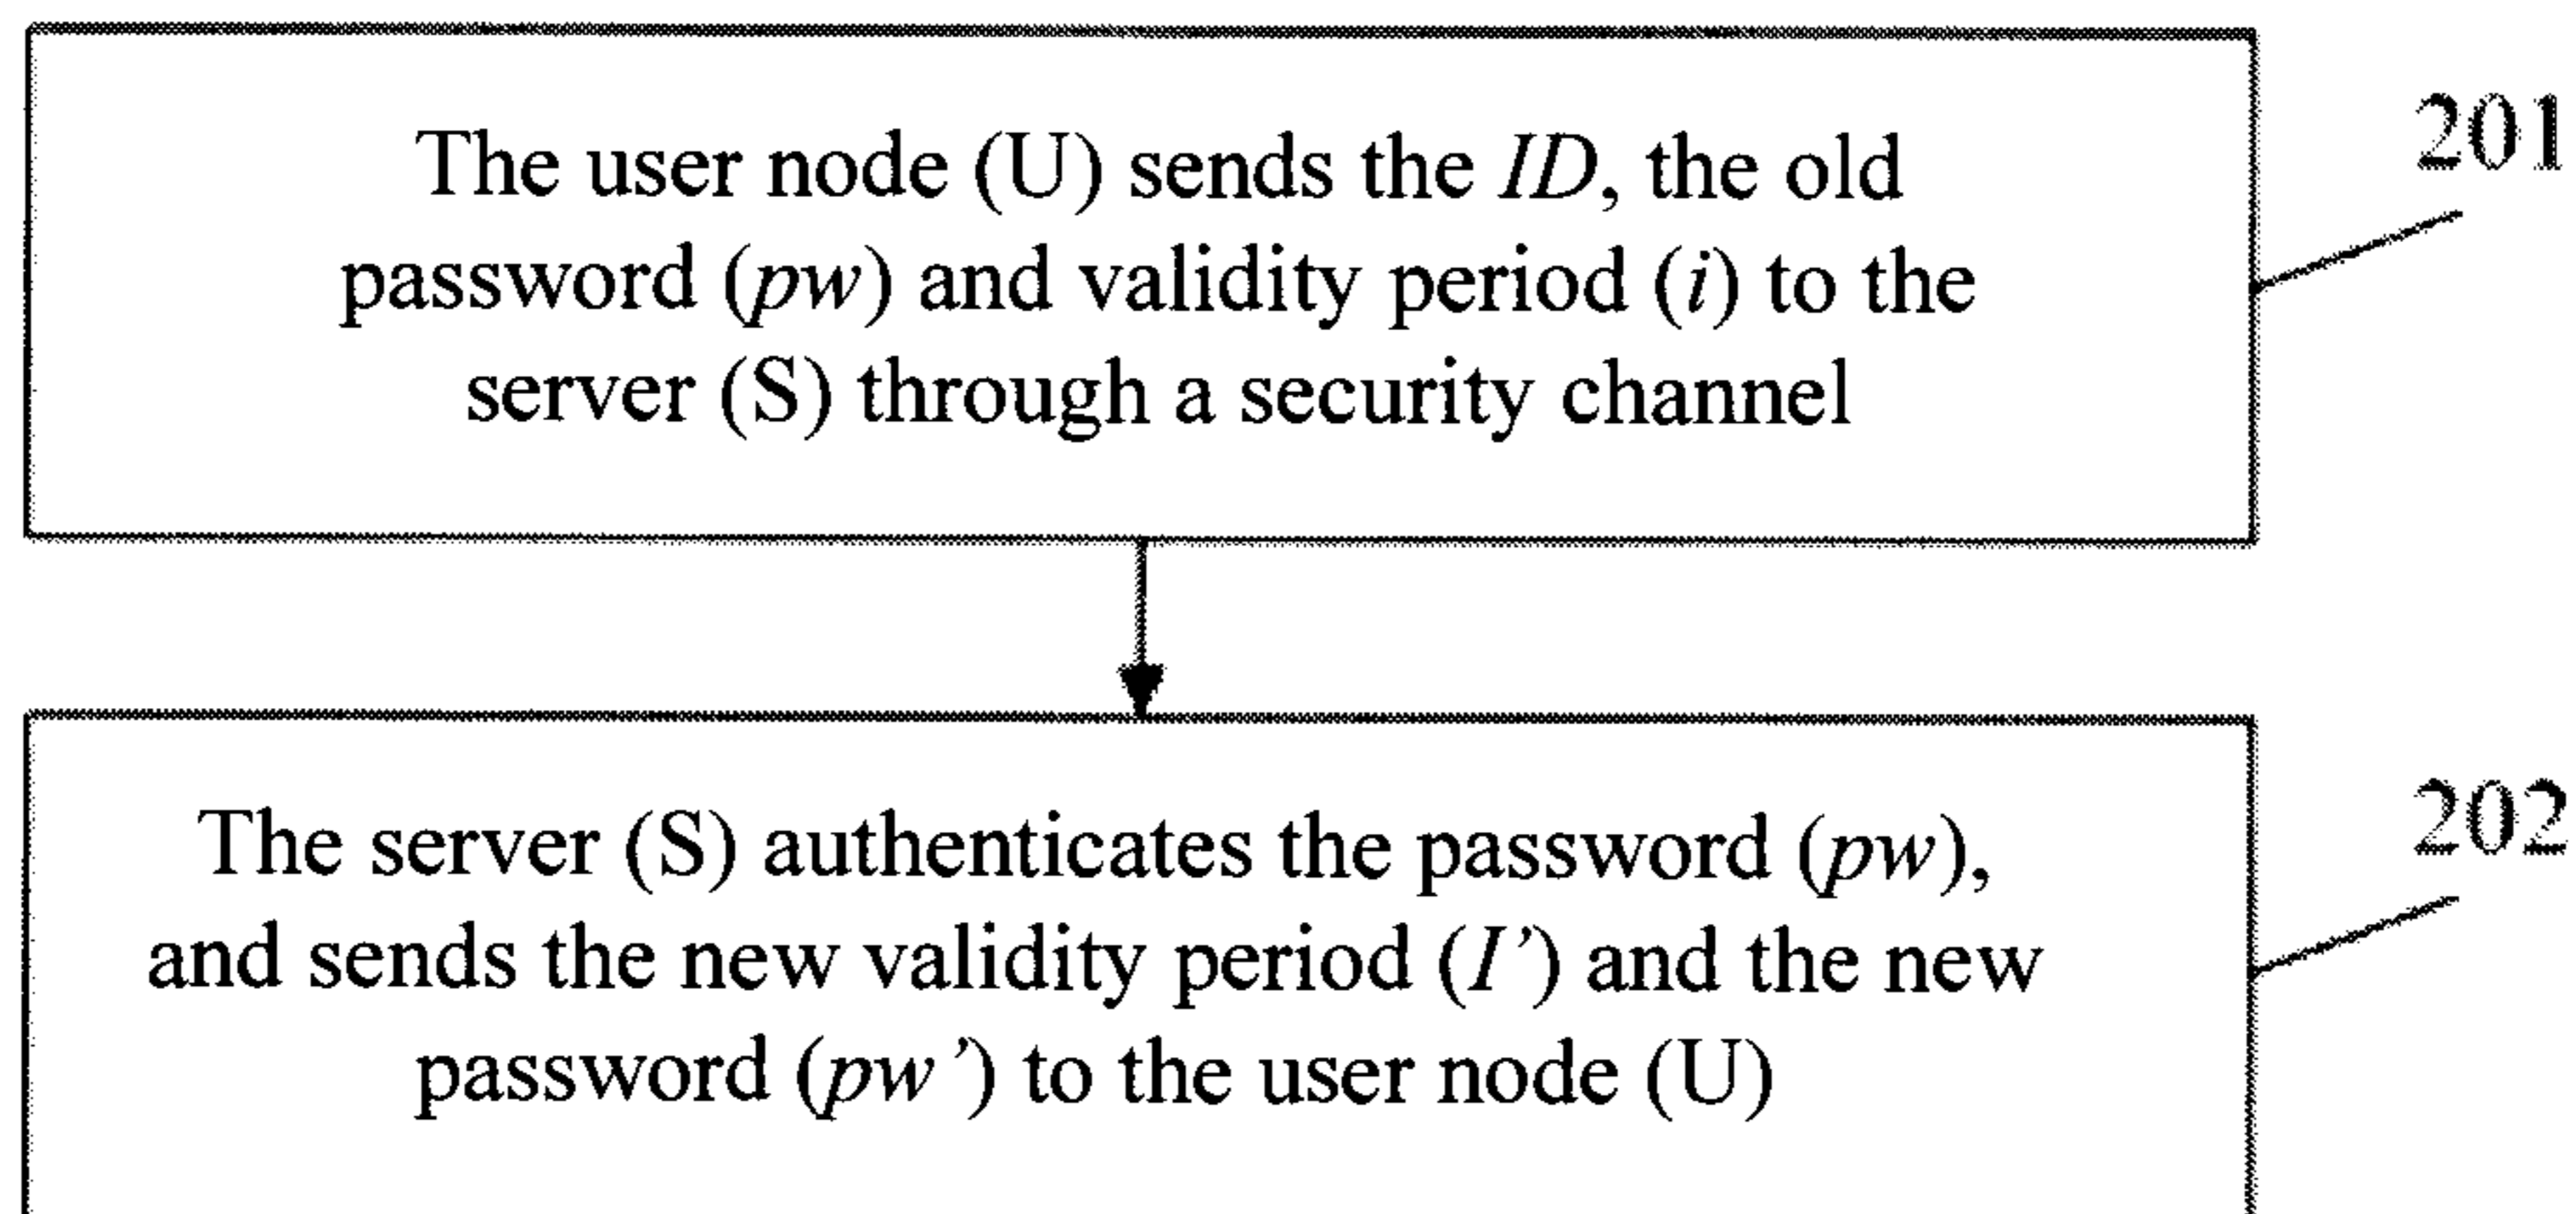 The user node (U) sends the ID, the old
password (pw) and validity period (i) to the
server (S) through a security channel
201
The server (S) authenticates the password (pw),
and sends the new validity period (I’) and the new
password (pw’) to the user node (U)
202